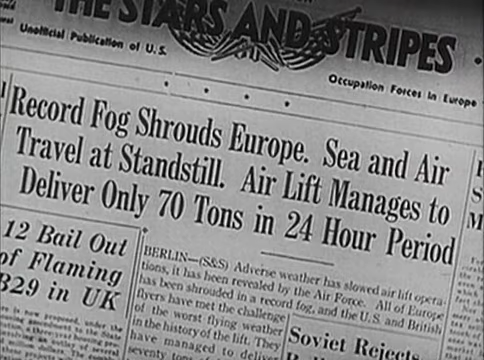 THE STARS AND STRIPES
Unofficial Publication of U. S.
Occupation Forces in Europe
Record Fog Shrouds Europe. Sea and Air
Travel at Standstill. Air Lift Manages to
Deliver Only 70 Tons in 24 Hour Period
12 Bail Out
of Flaming
B29 in UK
BERLIN—(S&S) Adverse weather has slowed air lift opera-
tions, it has been revealed by the Air Force. All of Europe
has been shrouded in a record fog, and the U.S. and British
flyers have met the challenge
of the worst flying weather
in the history of the lift. They
have managed to deliver
seventy tons
Soviet Rejects